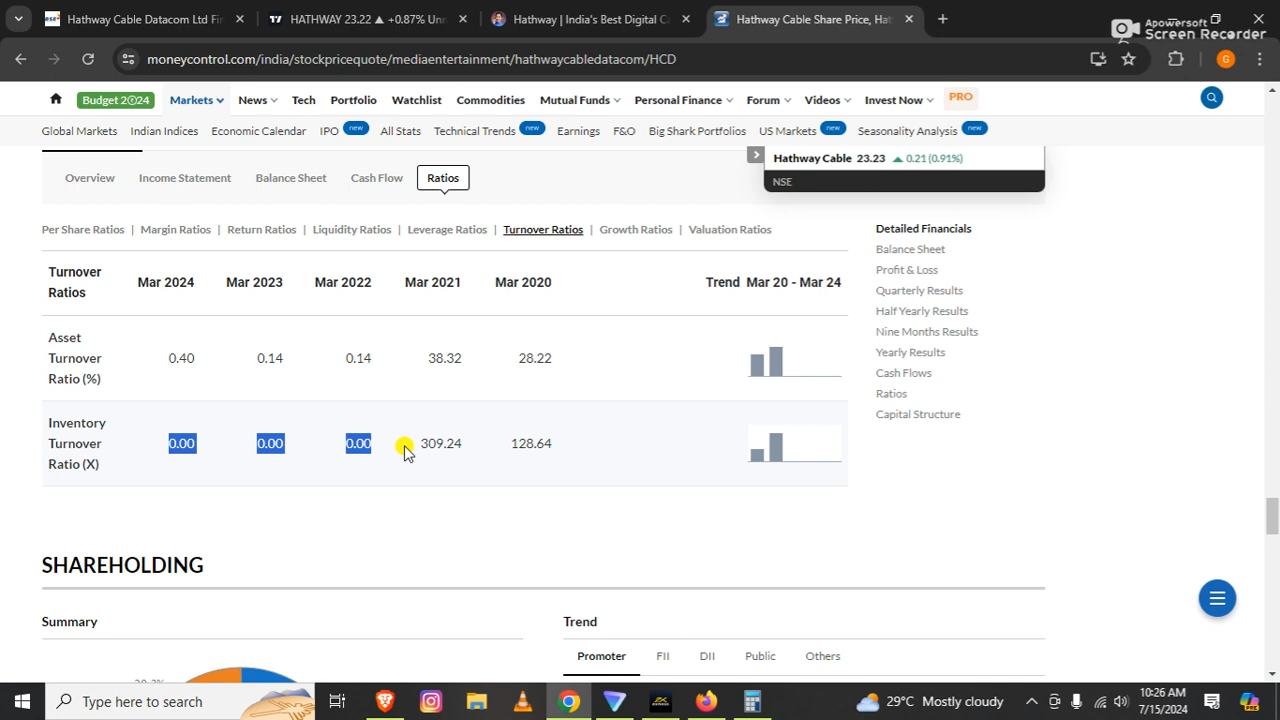 Hathway Cable Datacom Ltd Fin
HATHWAY 23.22 ▲ +0.87% Unn
Hathway | India's Best Digital Ca
Hathway Cable Share Price, Hat
Apowersoft
Screen Recorder
moneycontrol.com/india/stockpricequote/mediaentertainment/hathwaycabledatacom/HCD
G
Budget 2024 Markets News Tech Portfolio Watchlist Commodities Mutual Funds Personal Finance Forum Videos Invest Now PRO
Global Markets Indian Indices Economic Calendar IPO new All Stats Technical Trends new Earnings F&O Big Shark Portfolios US Markets new Seasonality Analysis new
Hathway Cable 23.23 ▲ 0.21 (0.91%)
NSE
Overview Income Statement Balance Sheet Cash Flow Ratios
Per Share Ratios | Margin Ratios | Return Ratios | Liquidity Ratios | Leverage Ratios | Turnover Ratios | Growth Ratios | Valuation Ratios
Turnover
Ratios
Mar 2024 Mar 2023 Mar 2022 Mar 2021 Mar 2020 Trend Mar 20 - Mar 24
Asset
Turnover
Ratio (%)
0.40 0.14 0.14 38.32 28.22
Inventory
Turnover
Ratio (X)
0.00 0.00 0.00 309.24 128.64
Detailed Financials
Balance Sheet
Profit & Loss
Quarterly Results
Half Yearly Results
Nine Months Results
Yearly Results
Cash Flows
Ratios
Capital Structure
SHAREHOLDING
Summary
Trend
Promoter FII DII Public Others
Type here to search
29°C Mostly cloudy
10:26 AM
7/15/2024